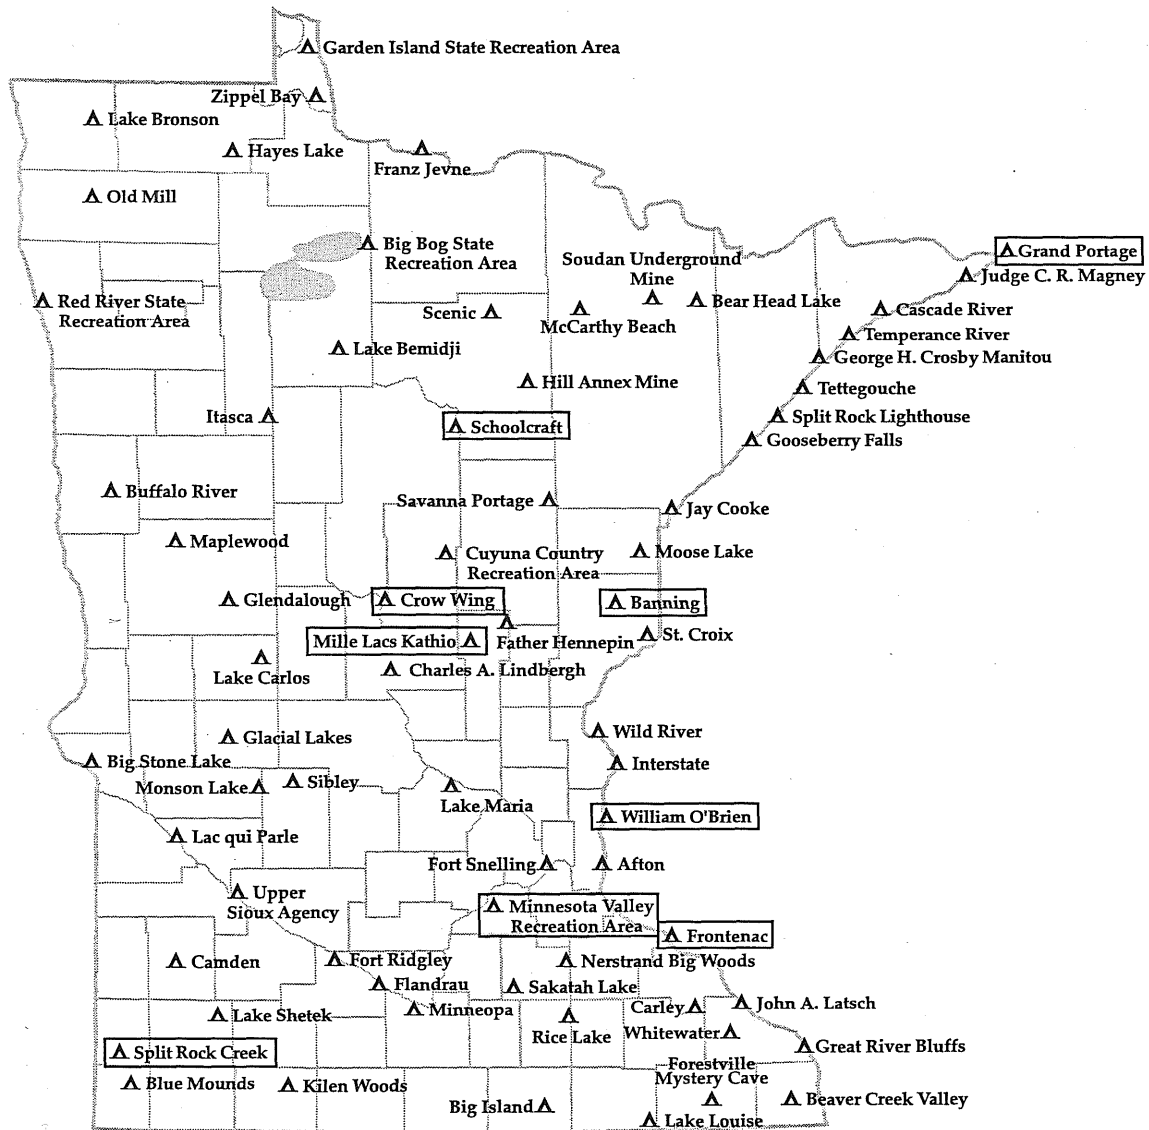 Garden Island State Recreation Area
Zippel Bay
Lake Bronson
Hayes Lake
Franz Jevne
Old Mill
Big Bog State
Recreation Area
Grand Portage
Soudan Underground
Mine
Judge C. R. Magney
Red River State
Recreation Area
Bear Head Lake
Scenic
McCarthy Beach
Cascade River
Temperance River
Lake Bemidji
George H. Crosby Manitou
Hill Annex Mine
Tettegouche
Itasca
Schoolcraft
Split Rock Lighthouse
Gooseberry Falls
Buffalo River
Savanna Portage
Jay Cooke
Maplewood
Cuyuna Country
Recreation Area
Moose Lake
Glendalough
Crow Wing
Banning
Mille Lacs Kathio
Father Hennepin
St. Croix
Lake Carlos
Charles A. Lindbergh
Glacial Lakes
Wild River
Big Stone Lake
Interstate
Monson Lake
Sibley
Lake Maria
William O'Brien
Lac qui Parle
Fort Snelling
Afton
Upper
Sioux Agency
Minnesota Valley
Recreation Area
Frontenac
Camden
Fort Ridgley
Nerstrand Big Woods
Flandrau
Sakatah Lake
Lake Shetek
Minneopa
Carley
John A. Latsch
Rice Lake
Whitewater
Great River Bluffs
Split Rock Creek
Forestville
Mystery Cave
Blue Mounds
Kilen Woods
Big Island
Beaver Creek Valley
Lake Louise